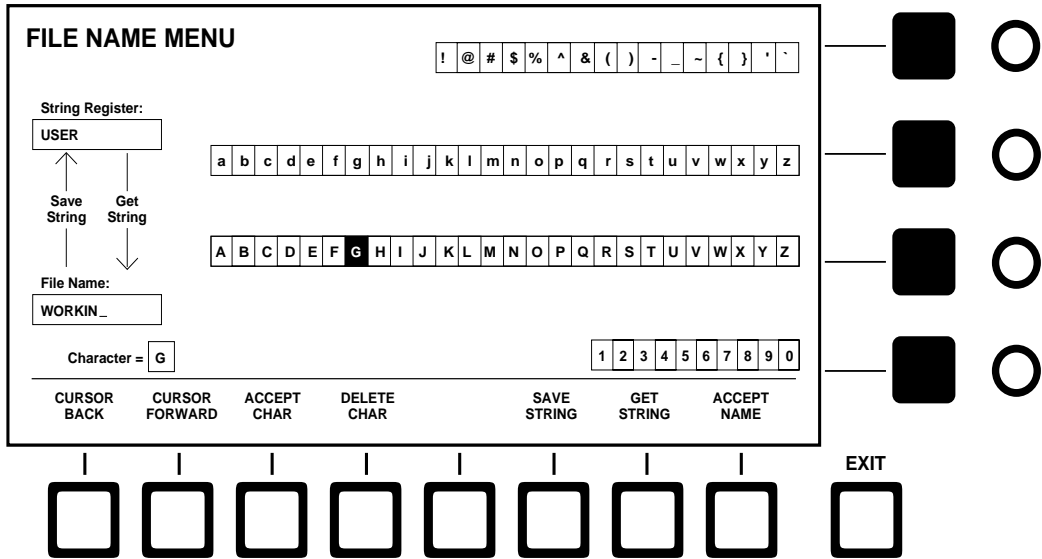 FILE NAME MENU
! @ # $ % ^ & ( ) - _ ~ { } ' `
String Register:
USER
a b c d e f g h i j k l m n o p q r s t u v w x y z
Save String
Get String
A B C D E F G H I J K L M N O P Q R S T U V W X Y Z
File Name:
WORKIN_
Character = G
1 2 3 4 5 6 7 8 9 0
CURSOR BACK
CURSOR FORWARD
ACCEPT CHAR
DELETE CHAR
SAVE STRING
GET STRING
ACCEPT NAME
EXIT